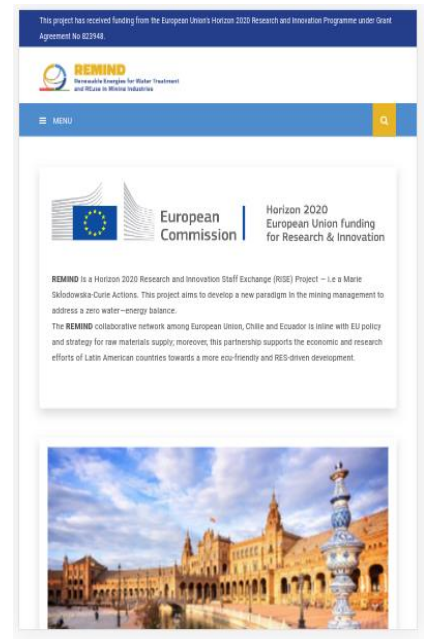 This project has received funding from the European Union's Horizon 2020 Research and Innovation Programme under Grant
Agreement No 823948.
REMIND
Renewable Energies for Water Treatment
and REuse in Mining Industries
MENU
European
Commission
Horizon 2020
European Union funding
for Research & Innovation
REMIND is a Horizon 2020 Research and Innovation Staff Exchange (RISE) Project – i.e a Marie
Skłodowska-Curie Actions. This project aims to develop a new paradigm in the mining management to
address a zero water–energy balance.
The REMIND collaborative network among European Union, Chille and Ecuador is inline with EU policy
and strategy for raw materials supply; moreover, this partnership supports the economic and research
efforts of Latin American countries towards a more ecu-friendly and RES-driven development.